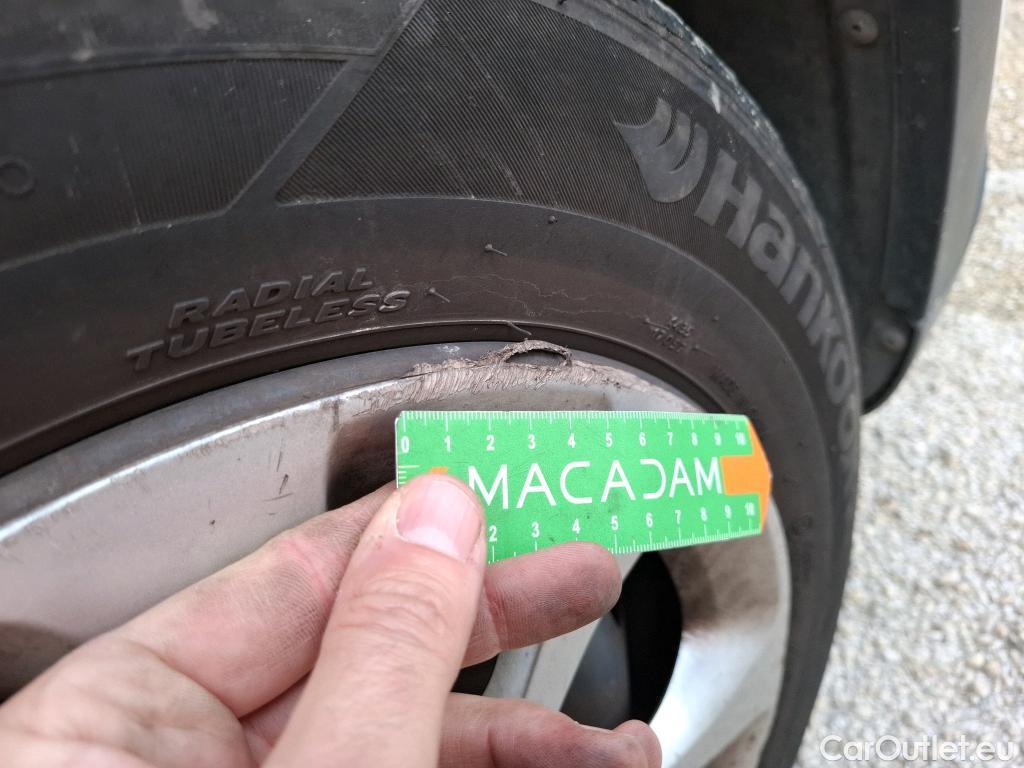 Hankook
RADIAL
TUBELESS
0 1 2 3 4 5 6 7 8 9 10
MACADAM
2 3 4 5 6 7 8 9 10
CarOutlet.eu